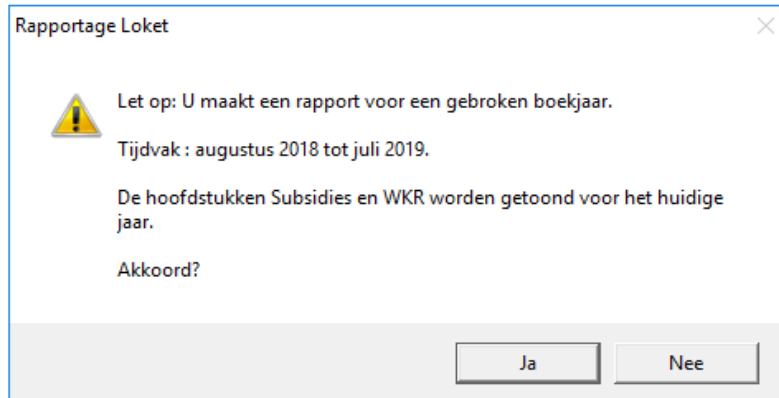 Rapportage Loket
Let op: U maakt een rapport voor een gebroken boekjaar.
Tijdvak : augustus 2018 tot juli 2019.
De hoofdstukken Subsidies en WKR worden getoond voor het huidige
jaar.
Akkoord?
Ja
Nee